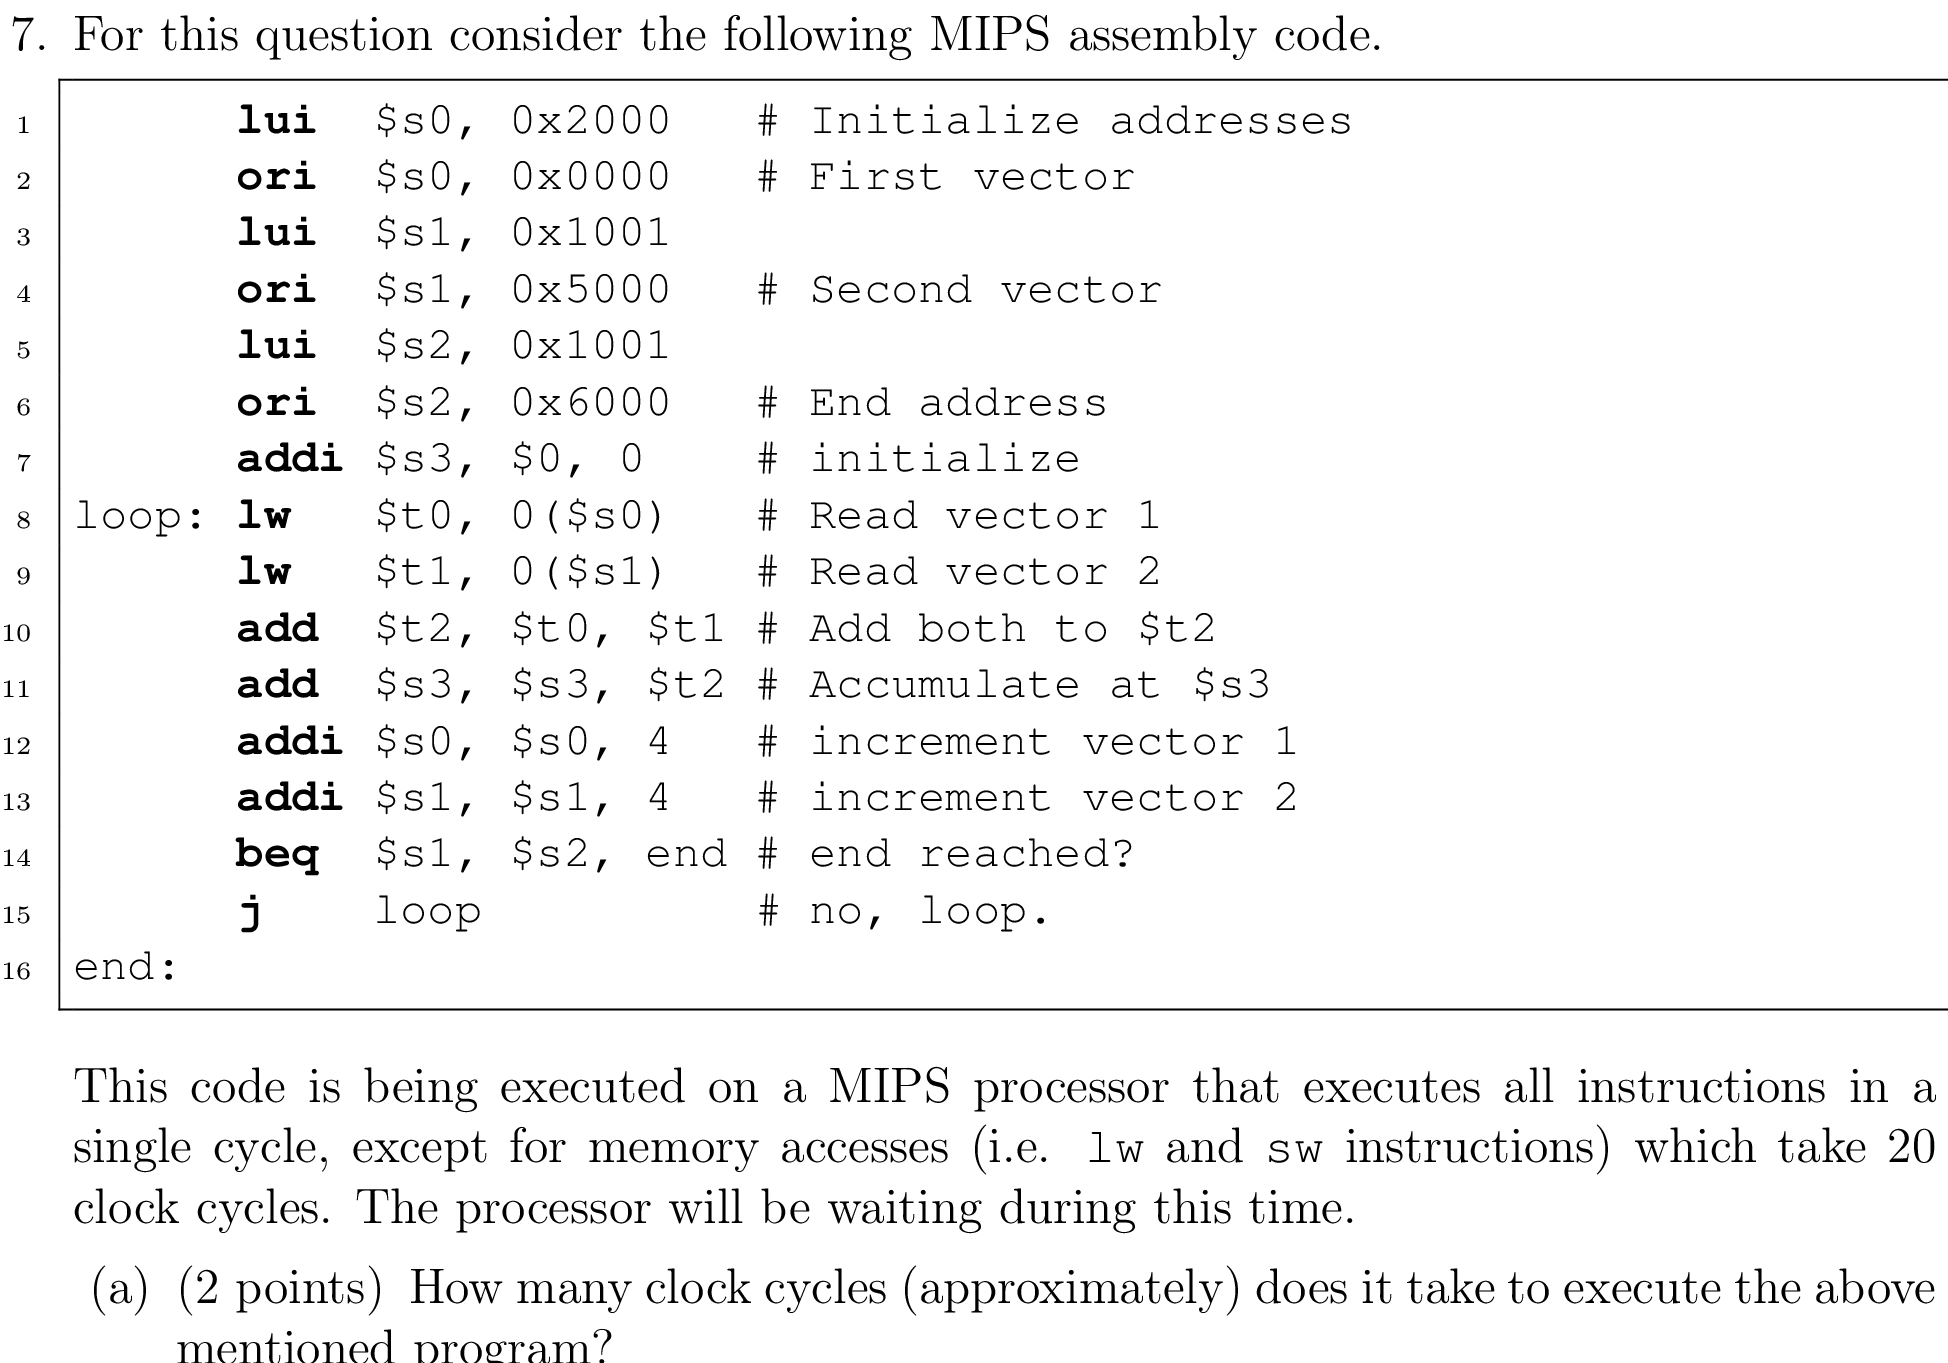 7. For this question consider the following MIPS assembly code.
1 lui $s0, 0x2000 # Initialize addresses
2 ori $s0, 0x0000 # First vector
3 lui $s1, 0x1001
4 ori $s1, 0x5000 # Second vector
5 lui $s2, 0x1001
6 ori $s2, 0x6000 # End address
7 addi $s3, $0, 0 # initialize
8 loop: lw $t0, 0($s0) # Read vector 1
9 lw $t1, 0($s1) # Read vector 2
10 add $t2, $t0, $t1 # Add both to $t2
11 add $s3, $s3, $t2 # Accumulate at $s3
12 addi $s0, $s0, 4 # increment vector 1
13 addi $s1, $s1, 4 # increment vector 2
14 beq $s1, $s2, end # end reached?
15 j loop # no, loop.
16 end:
This code is being executed on a MIPS processor that executes all instructions in a
single cycle, except for memory accesses (i.e. lw and sw instructions) which take 20
clock cycles. The processor will be waiting during this time.
(a) (2 points) How many clock cycles (approximately) does it take to execute the above
mentioned program?